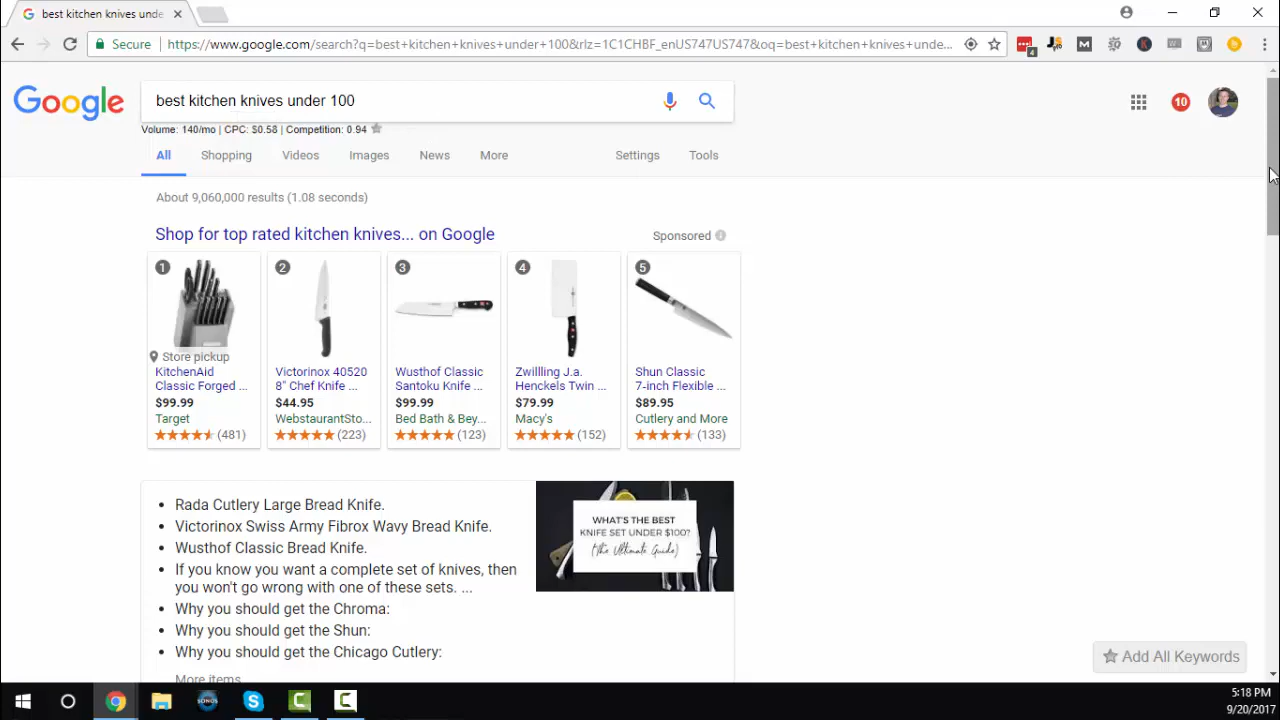 best kitchen knives unde
Secure
https://www.google.com/search?q=best+kitchen+knives+under+100&rlz=1C1CHBF_enUS747US747&oq=best+kitchen+knives+unde...
4
Google
best kitchen knives under 100
10
Volume: 140/mo | CPC: $0.58 | Competition: 0.94
All Shopping Videos Images News More Settings Tools
About 9,060,000 results (1.08 seconds)
Shop for top rated kitchen knives... on Google
Sponsored
1
Store pickup
KitchenAid
Classic Forged ...
$99.99
Target
(481)
2
Victorinox 40520
8" Chef Knife ...
$44.95
WebstaurantSto...
(223)
3
Wusthof Classic
Santoku Knife ...
$99.99
Bed Bath & Bey...
(123)
4
Zwillling J.a.
Henckels Twin ...
$79.99
Macy's
(152)
5
Shun Classic
7-inch Flexible ...
$89.95
Cutlery and More
(133)
Rada Cutlery Large Bread Knife.
Victorinox Swiss Army Fibrox Wavy Bread Knife.
Wusthof Classic Bread Knife.
If you know you want a complete set of knives, then
you won't go wrong with one of these sets. ...
Why you should get the Chroma:
Why you should get the Shun:
Why you should get the Chicago Cutlery:
More items
WHAT'S THE BEST
KNIFE SET UNDER $100?
(the Ultimate Guide)
Add All Keywords
SONOS
5:18 PM
9/20/2017